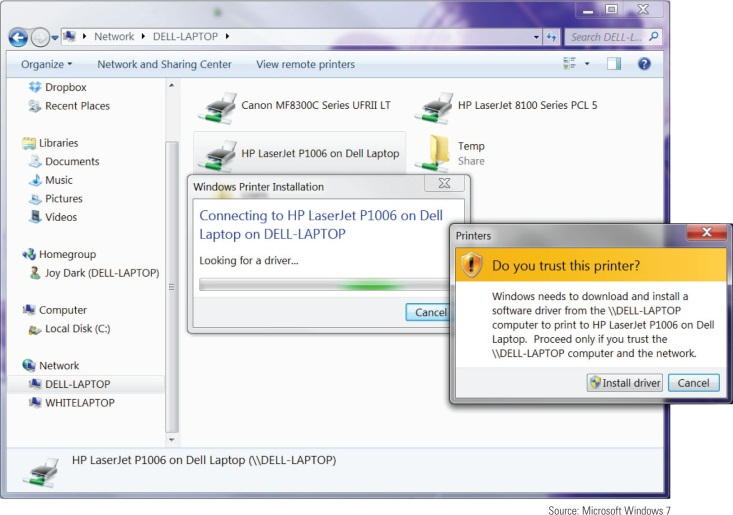 Network DELL-LAPTOP Search DELL-L...
Organize Network and Sharing Center View remote printers
Dropbox
Recent Places
Libraries
Documents
Music
Pictures
Videos
Homegroup
Joy Dark (DELL-LAPTOP)
Computer
Local Disk (C:)
Network
DELL-LAPTOP
WHITELAPTOP
Canon MF8300C Series UFRII LT
HP LaserJet 8100 Series PCL 5
HP LaserJet P1006 on Dell Laptop
Temp
Share
Windows Printer Installation
Connecting to HP LaserJet P1006 on Dell
Laptop on DELL-LAPTOP
Looking for a driver...
Cancel
Printers
Do you trust this printer?
Windows needs to download and install a
software driver from the \\DELL-LAPTOP
computer to print to HP LaserJet P1006 on Dell
Laptop. Proceed only if you trust the
\\DELL-LAPTOP computer and the network.
Install driver Cancel
HP LaserJet P1006 on Dell Laptop (\\DELL-LAPTOP)
Source: Microsoft Windows 7